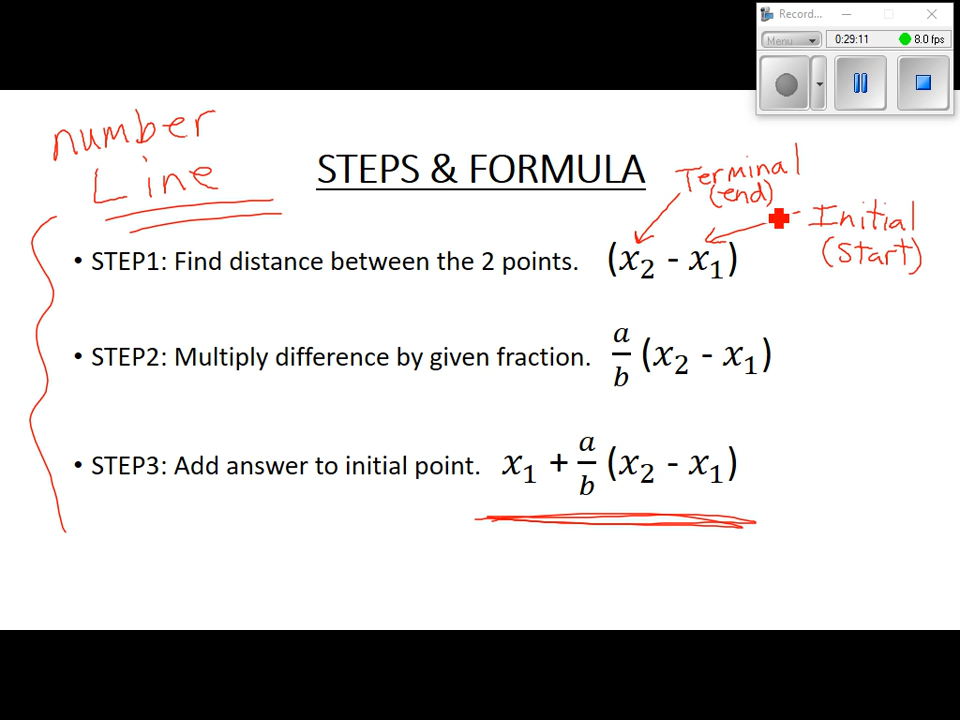 Record...
Menu
0:29:11
8.0 fps
number
Line
STEPS & FORMULA
Terminal
(end)
Initial
(Start)
• STEP1: Find distance between the 2 points. (x₂ - x₁)
• STEP2: Multiply difference by given fraction. a/b (x₂ - x₁)
• STEP3: Add answer to initial point. x₁ + a/b (x₂ - x₁)